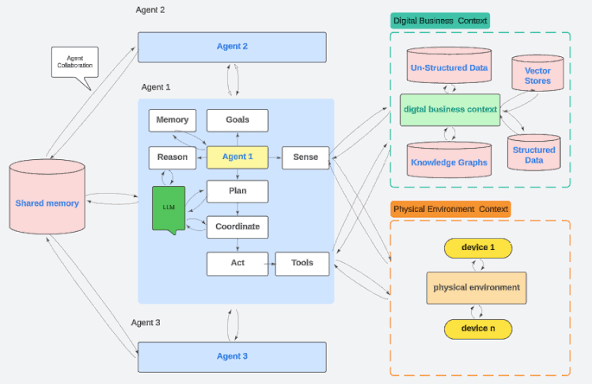 Agent 2
Agent 2
Agent
Collaboration
Agent 1
Memory
Goals
Reason
Agent 1
Sense
LLM
Plan
Coordinate
Act
Tools
Shared memory
Agent 3
Agent 3
Digital Business Context
Un-Structured Data
Vector
Stores
digtal business context
Knowledge Graphs
Structured
Data
Physical Environment Context
device 1
physical environment
device n